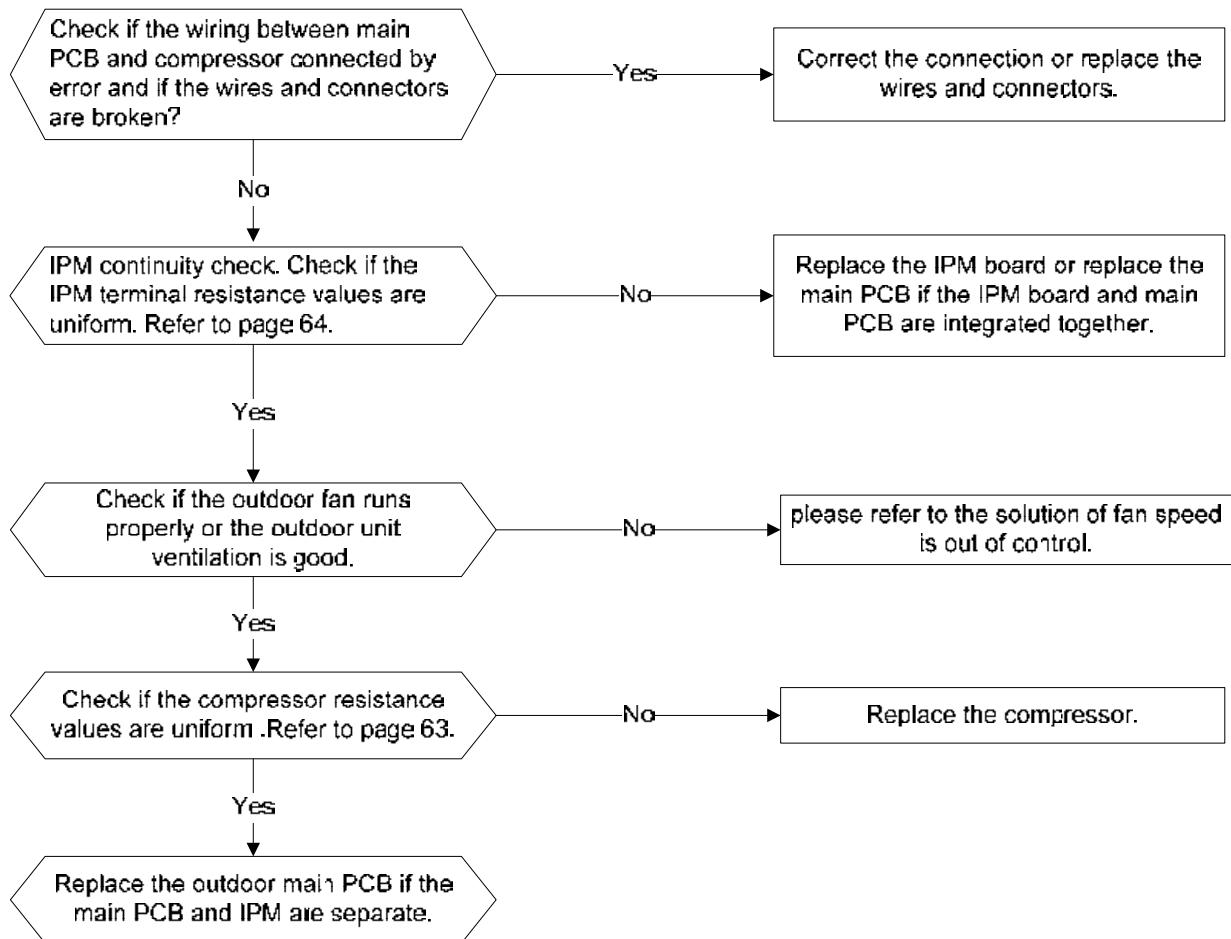 Check if the wiring between main
PCB and compressor connected by
error and if the wires and connectors
are broken?
Yes
Correct the connection or replace the
wires and connectors.
No
IPM continuity check. Check if the
IPM terminal resistance values are
uniform. Refer to page 64.
No
Replace the IPM board or replace the
main PCB if the IPM board and main
PCB are integrated together.
Yes
Check if the outdoor fan runs
properly or the outdoor unit
ventilation is good.
No
please refer to the solution of fan speed
is out of control.
Yes
Check if the compressor resistance
values are uniform .Refer to page 63.
No
Replace the compressor.
Yes
Replace the outdoor main PCB if the
main PCB and IPM are separate.